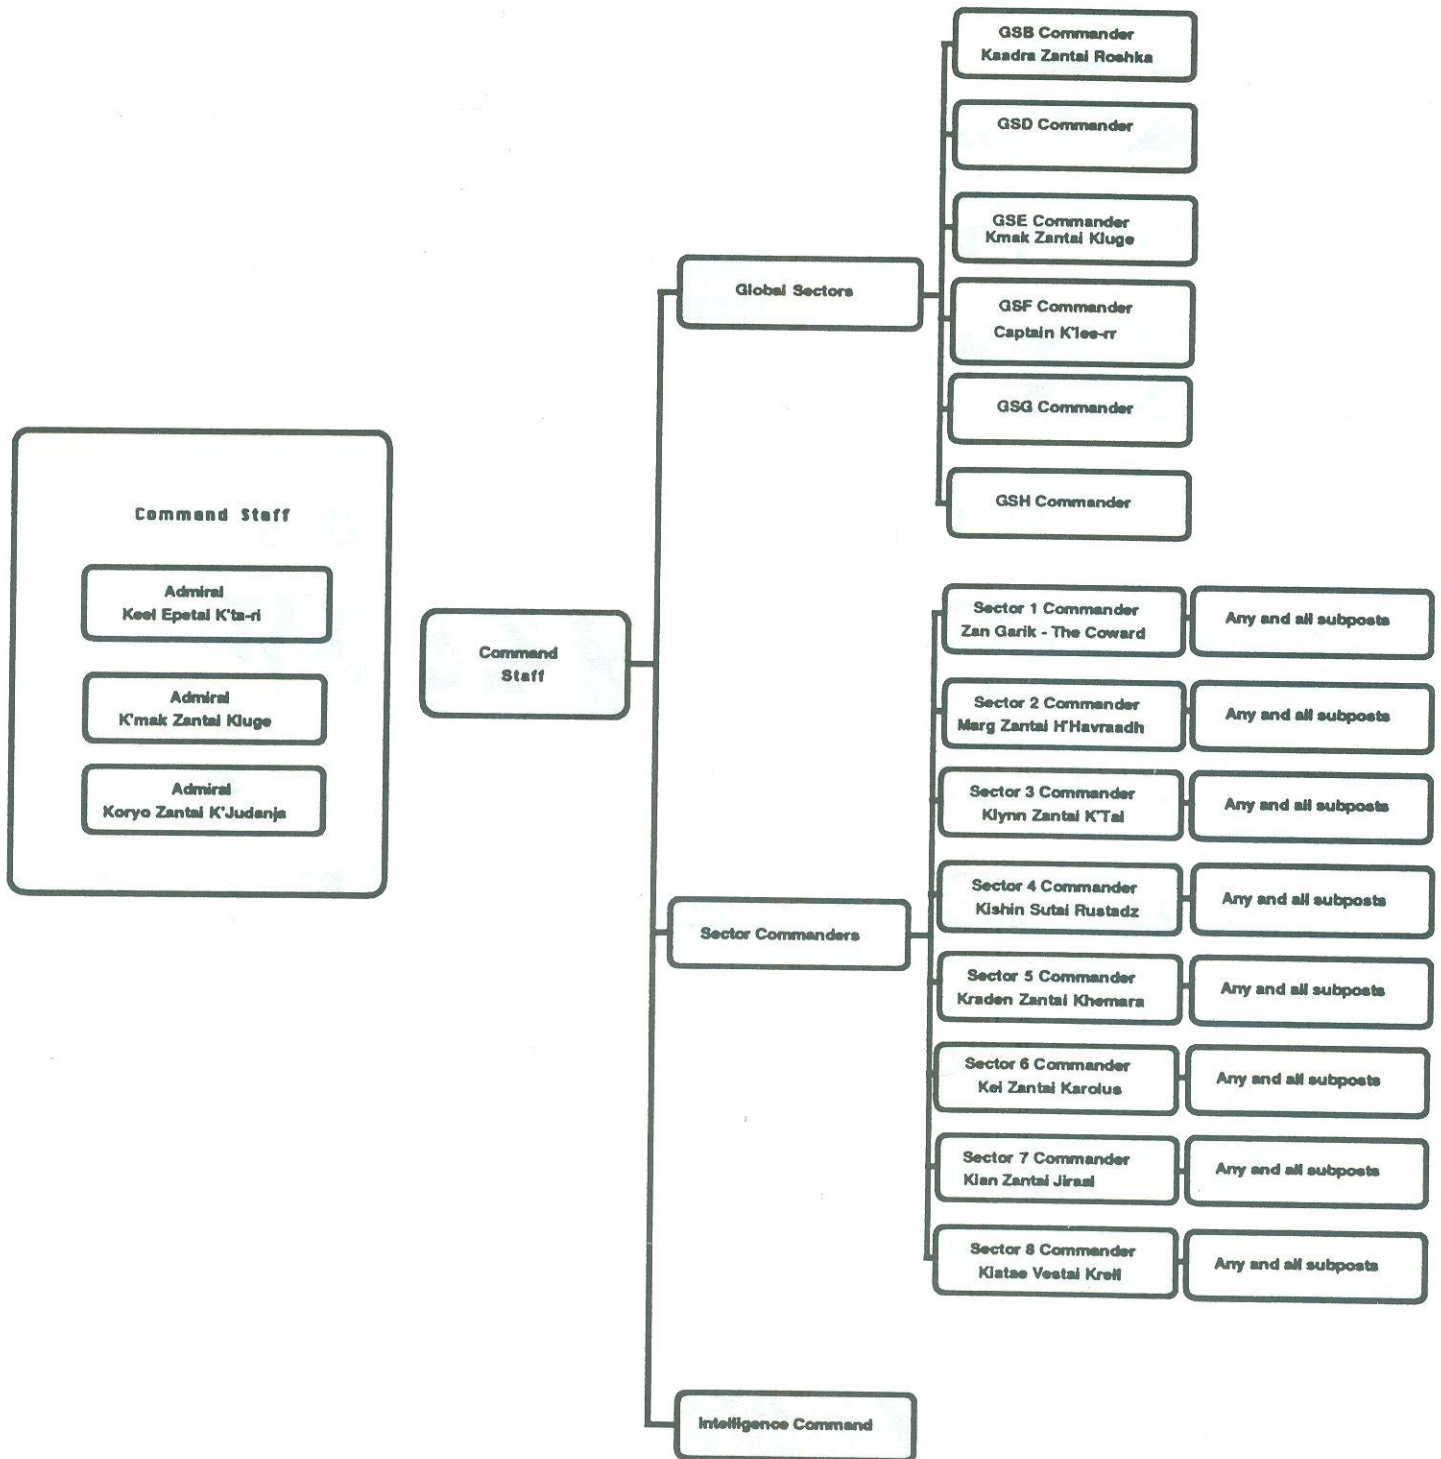 Command Staff
Admiral
Keel Epetai K'ta-ri
Admiral
K'mak Zantai Kluge
Admiral
Koryo Zantai K'Judanja
Command
Staff
Global Sectors
GSB Commander
Kaadra Zantai Roshka
GSD Commander
GSE Commander
Kmak Zantai Kluge
GSF Commander
Captain K'lee-rr
GSG Commander
GSH Commander
Sector Commanders
Sector 1 Commander
Zan Garik - The Coward
Any and all subposts
Sector 2 Commander
Marg Zantai H'Havraadh
Any and all subposts
Sector 3 Commander
Klynn Zantai K'Tal
Any and all subposts
Sector 4 Commander
Kishin Sutai Rustadz
Any and all subposts
Sector 5 Commander
Kraden Zantai Khemara
Any and all subposts
Sector 6 Commander
Kei Zantai Karolus
Any and all subposts
Sector 7 Commander
Klan Zantai Jiraal
Any and all subposts
Sector 8 Commander
Klatae Vestai Krell
Any and all subposts
Intelligence Command